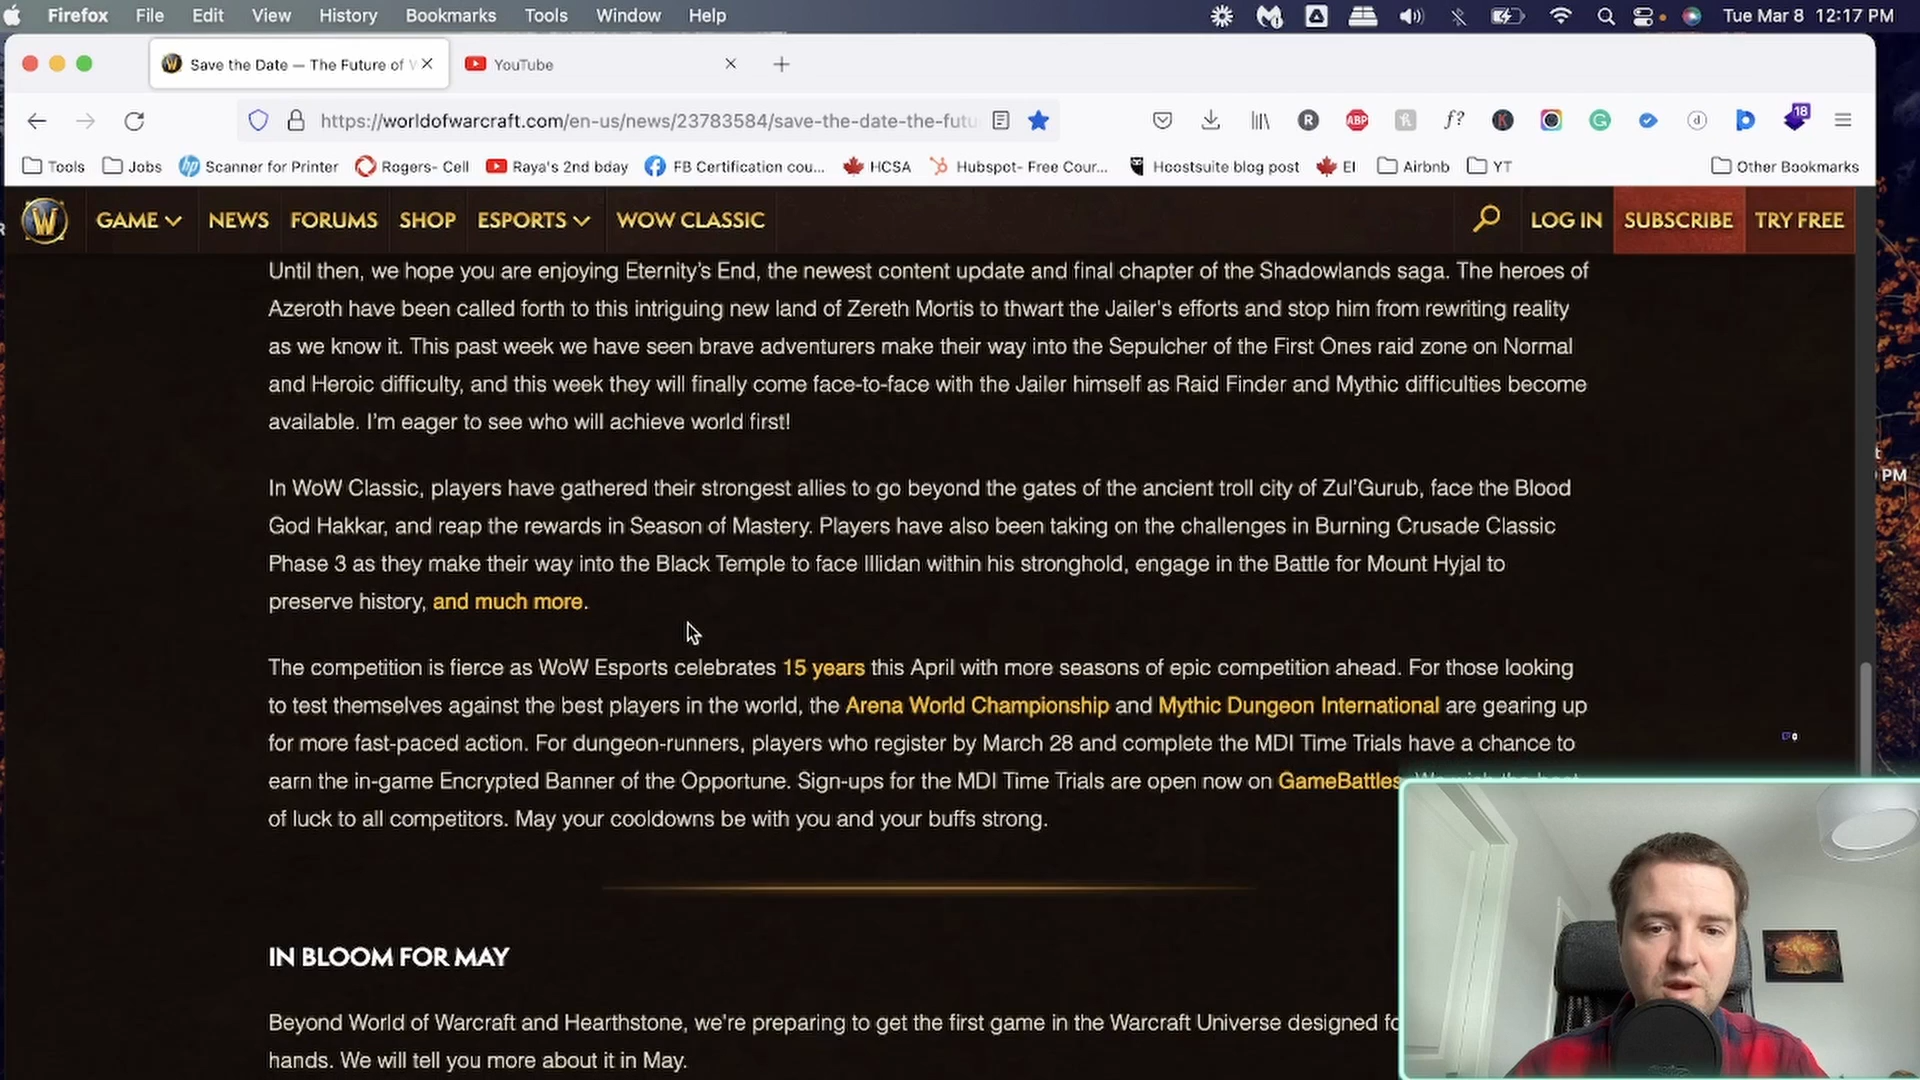 Firefox File Edit View History Bookmarks Tools Window Help Tue Mar 8 12:17 PM
Save the Date — The Future of YouTube
https://worldofwarcraft.com/en-us/news/23783584/save-the-date-the-futu
18
Tools Jobs Scanner for Printer Rogers- Cell Raya's 2nd bday FB Certification cou... HCSA Hubspot- Free Cour... Hootsuite blog post EI Airbnb YT Other Bookmarks
GAME NEWS FORUMS SHOP ESPORTS WOW CLASSIC LOG IN SUBSCRIBE TRY FREE
Until then, we hope you are enjoying Eternity's End, the newest content update and final chapter of the Shadowlands saga. The heroes of
Azeroth have been called forth to this intriguing new land of Zereth Mortis to thwart the Jailer's efforts and stop him from rewriting reality
as we know it. This past week we have seen brave adventurers make their way into the Sepulcher of the First Ones raid zone on Normal
and Heroic difficulty, and this week they will finally come face-to-face with the Jailer himself as Raid Finder and Mythic difficulties become
available. I'm eager to see who will achieve world first!
PM
In WoW Classic, players have gathered their strongest allies to go beyond the gates of the ancient troll city of Zul'Gurub, face the Blood
God Hakkar, and reap the rewards in Season of Mastery. Players have also been taking on the challenges in Burning Crusade Classic
Phase 3 as they make their way into the Black Temple to face Illidan within his stronghold, engage in the Battle for Mount Hyjal to
preserve history, and much more.
The competition is fierce as WoW Esports celebrates 15 years this April with more seasons of epic competition ahead. For those looking
to test themselves against the best players in the world, the Arena World Championship and Mythic Dungeon International are gearing up
for more fast-paced action. For dungeon-runners, players who register by March 28 and complete the MDI Time Trials have a chance to
earn the in-game Encrypted Banner of the Opportune. Sign-ups for the MDI Time Trials are open now on GameBattles
of luck to all competitors. May your cooldowns be with you and your buffs strong.
IN BLOOM FOR MAY
Beyond World of Warcraft and Hearthstone, we're preparing to get the first game in the Warcraft Universe designed
hands. We will tell you more about it in May.